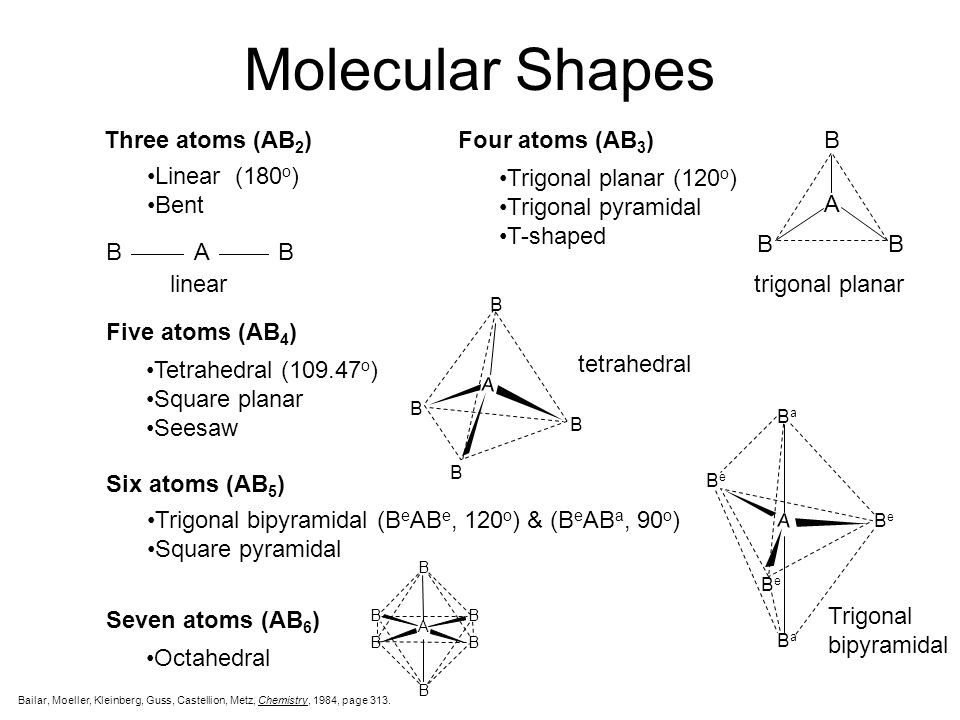 Molecular Shapes
Three atoms (AB2)
•Linear (180o)
•Bent
B A B
linear
Four atoms (AB3)
•Trigonal planar (120o)
•Trigonal pyramidal
•T-shaped
B
A
B B
trigonal planar
Five atoms (AB4)
•Tetrahedral (109.47o)
•Square planar
•Seesaw
B
A
B
B
B
tetrahedral
Six atoms (AB5)
•Trigonal bipyramidal (BeABe, 120o) & (BeABa, 90o)
•Square pyramidal
Ba
Be
A Be
Be
Ba
Trigonal
bipyramidal
Seven atoms (AB6)
•Octahedral
B
B B
A
B B
B
Bailar, Moeller, Kleinberg, Guss, Castellion, Metz, Chemistry, 1984, page 313.